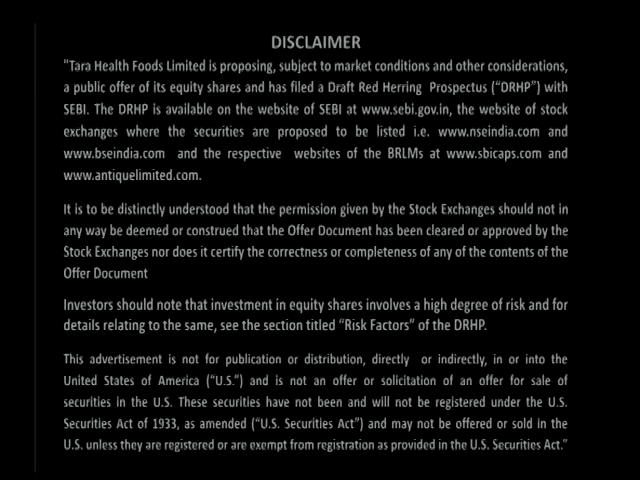 DISCLAIMER
"Tara Health Foods Limited is proposing, subject to market conditions and other considerations,
a public offer of its equity shares and has filed a Draft Red Herring Prospectus ("DRHP") with
SEBI. The DRHP is available on the website of SEBI at www.sebi.gov.in, the website of stock
exchanges where the securities are proposed to be listed i.e. www.nseindia.com and
www.bseindia.com and the respective websites of the BRLMs at www.sbicaps.com and
www.antiquelimited.com.
It is to be distinctly understood that the permission given by the Stock Exchanges should not in
any way be deemed or construed that the Offer Document has been cleared or approved by the
Stock Exchanges nor does it certify the correctness or completeness of any of the contents of the
Offer Document
Investors should note that investment in equity shares involves a high degree of risk and for
details relating to the same, see the section titled "Risk Factors" of the DRHP.
This advertisement is not for publication or distribution, directly or indirectly, in or into the
United States of America ("U.S.") and is not an offer or solicitation of an offer for sale of
securities in the U.S. These securities have not been and will not be registered under the U.S.
Securities Act of 1933, as amended ("U.S. Securities Act") and may not be offered or sold in the
U.S. unless they are registered or are exempt from registration as provided in the U.S. Securities Act."